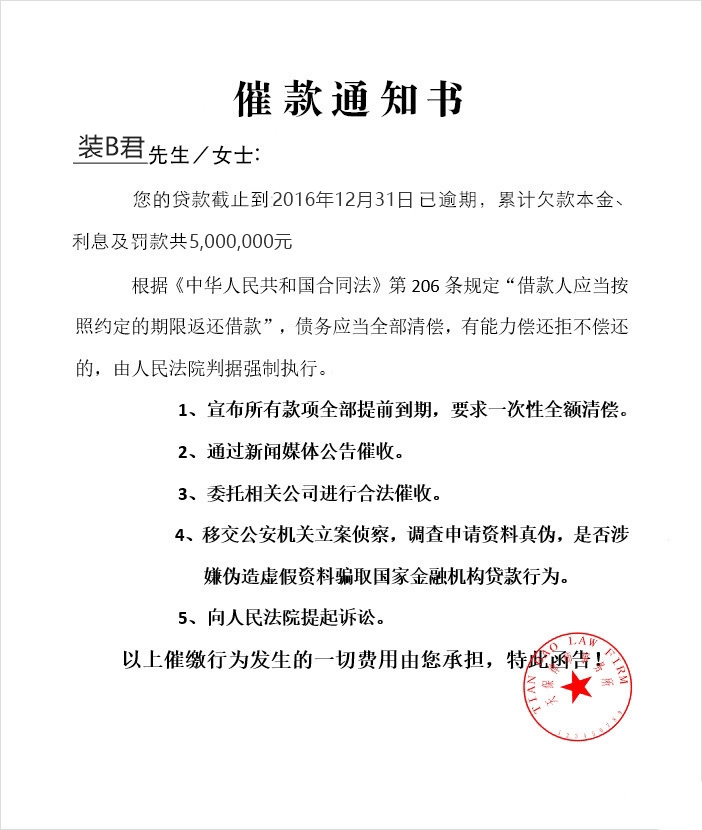 催款通知书
装B君先生／女士：
您的贷款截止到2016年12月31日已逾期，累计欠款本金、
利息及罚款共5,000,000元
根据《中华人民共和国合同法》第 206 条规定“借款人应当按
照约定的期限返还借款”，债务应当全部清偿，有能力偿还拒不偿还
的，由人民法院判据强制执行。
1、宣布所有款项全部提前到期，要求一次性全额清偿。
2、通过新闻媒体公告催收。
3、委托相关公司进行合法催收。
4、移交公安机关立案侦察，调查申请资料真伪，是否涉
嫌伪造虚假资料骗取国家金融机构贷款行为。
5、向人民法院提起诉讼。
以上催缴行为发生的一切费用由您承担，特此函告！
TIAN BAO LAW FIRM
123456789